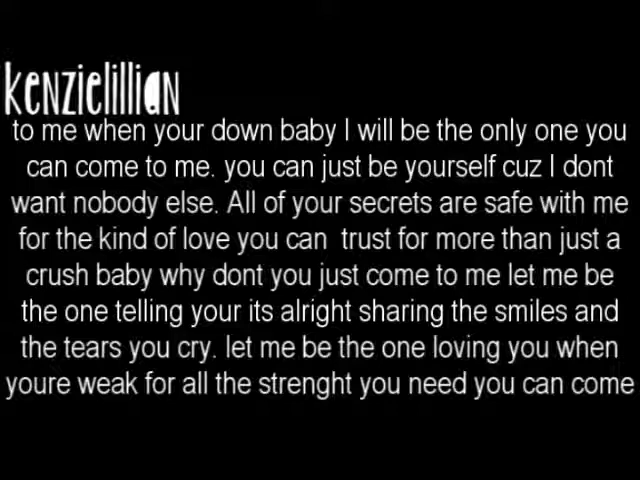 kenzielillian
to me when your down baby I will be the only one you
can come to me. you can just be yourself cuz I dont
want nobody else. All of your secrets are safe with me
for the kind of love you can trust for more than just a
crush baby why dont you just come to me let me be
the one telling your its alright sharing the smiles and
the tears you cry. let me be the one loving you when
youre weak for all the strenght you need you can come